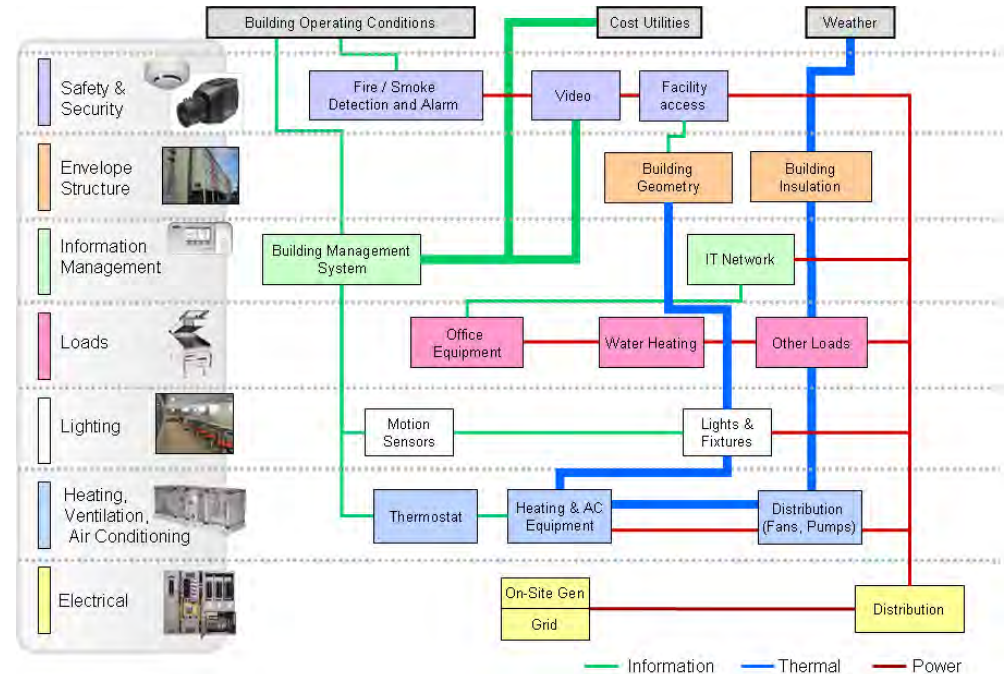 Building Operating Conditions
Cost Utilities
Weather
Safety &
Security
Fire / Smoke
Detection and Alarm
Video
Facility
access
Envelope
Structure
Building
Geometry
Building
Insulation
Information
Management
Building Management
System
IT Network
Loads
Office
Equipment
Water Heating
Other Loads
Lighting
Motion
Sensors
Lights &
Fixtures
Heating,
Ventilation,
Air Conditioning
Thermostat
Heating & AC
Equipment
Distribution
(Fans, Pumps)
Electrical
On-Site Gen
Grid
Distribution
Information
Thermal
Power